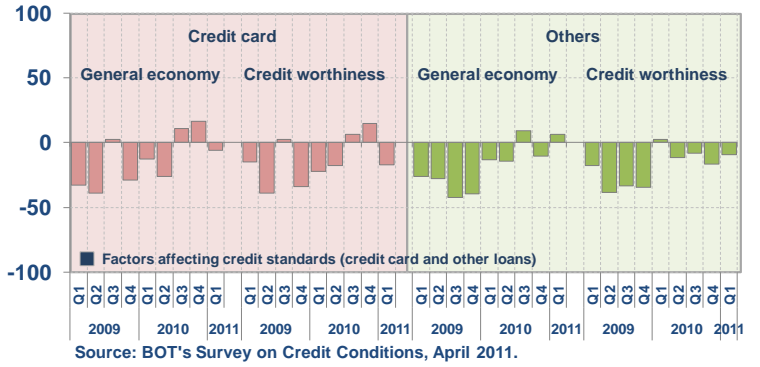 100
Credit card Others
50
General economy Credit worthiness General economy Credit worthiness
0
-50
Factors affecting credit standards (credit card and other loans)
-100
Q1 Q2 Q3 Q4 Q1 Q2 Q3 Q4 Q1 Q1 Q2 Q3 Q4 Q1 Q2 Q3 Q4 Q1 Q1 Q2 Q3 Q4 Q1 Q2 Q3 Q4 Q1 Q1 Q2 Q3 Q4 Q1 Q2 Q3 Q4 Q1
2009 2010 2011 2009 2010 2011 2009 2010 2011 2009 2010 2011
Source: BOT's Survey on Credit Conditions, April 2011.